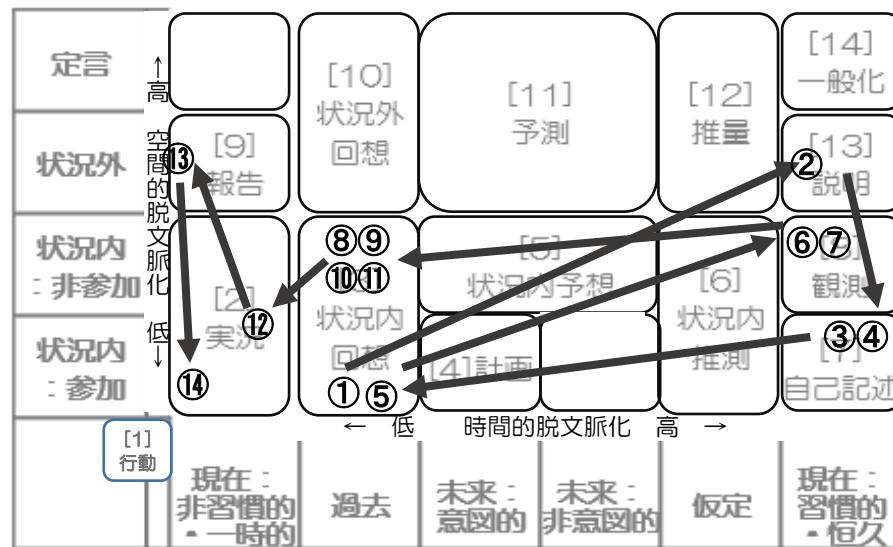 定言
状況外
状況内
：非参加
状況内
：参加
↑
高
空間的脱文脈化
低
↓
[9]
報告
⑬
[2]
実況
⑫
⑭
[1]
行動
[10]
状況外
回想
⑧⑨
⑩⑪
状況内
回想
① ⑤
[11]
予測
[5]
状況内予想
[4]計画
[12]
推量
[6]
状況内
推測
[14]
一般化
[13]
②
説明
⑥⑦
観測
③④
自己記述
← 低 時間的脱文脈化 高 →
現在：
非習慣的
・一時的
過去
未来：
意図的
未来：
非意図的
仮定
現在：
習慣的
・恒久